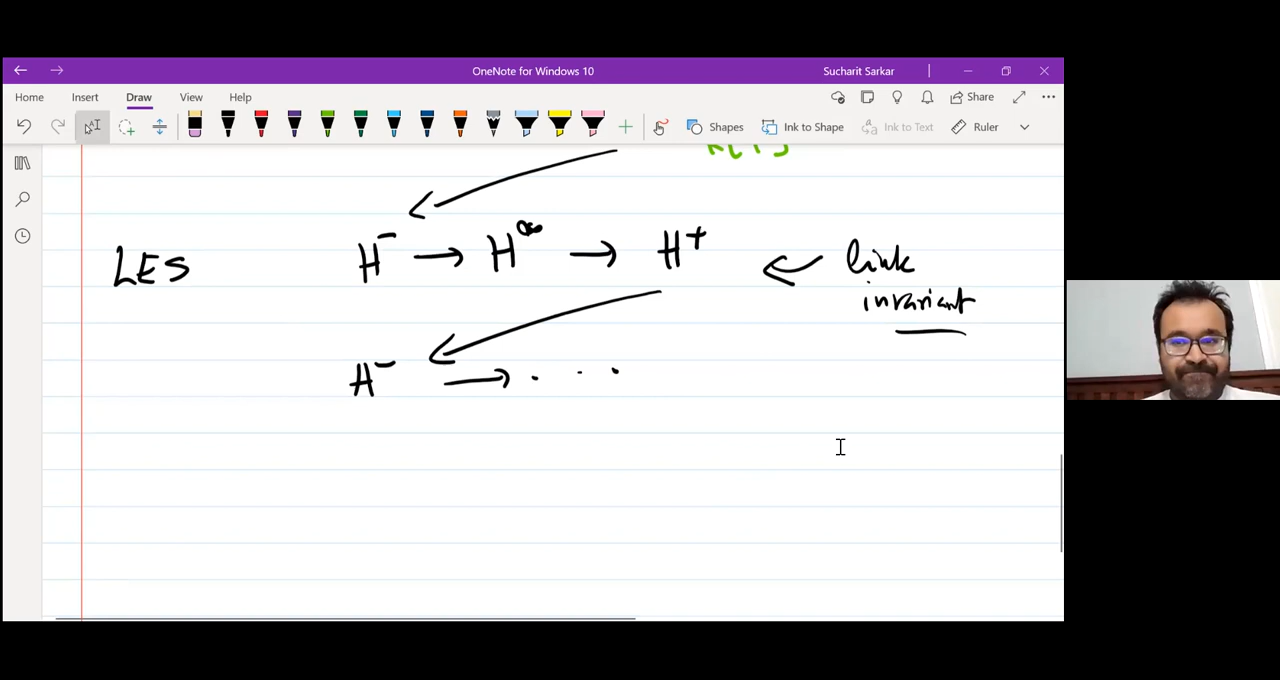 OneNote for Windows 10
Sucharit Sarkar
Home Insert Draw View Help
Share
Shapes
Ink to Shape
Ink to Text
Ruler
LES H⁻ → H^∞ → H⁺ ← link
invariant
H⁻ → . . .